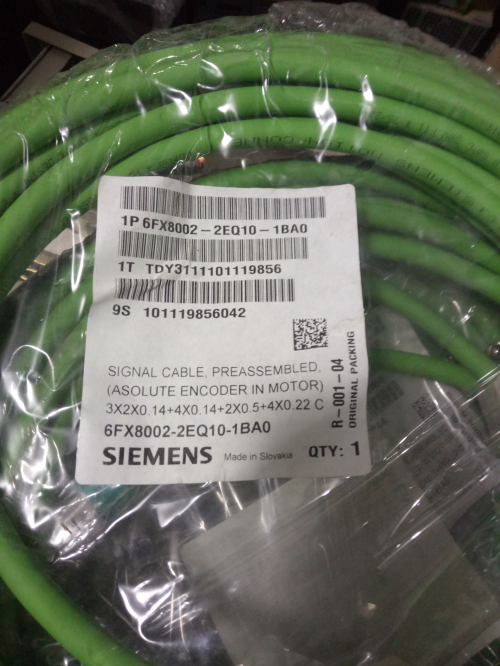 1P 6FX8002-2EQ10-1BA0
1T TDY3111101119856
9S 101119856042
SIGNAL CABLE, PREASSEMBLED,
(ASOLUTE ENCODER IN MOTOR)
3X2X0.14+4X0.14+2X0.5+4X0.22 C
6FX8002-2EQ10-1BA0
SIEMENS Made in Slovakia QTY: 1
R-001-04
ORIGINAL PACKING